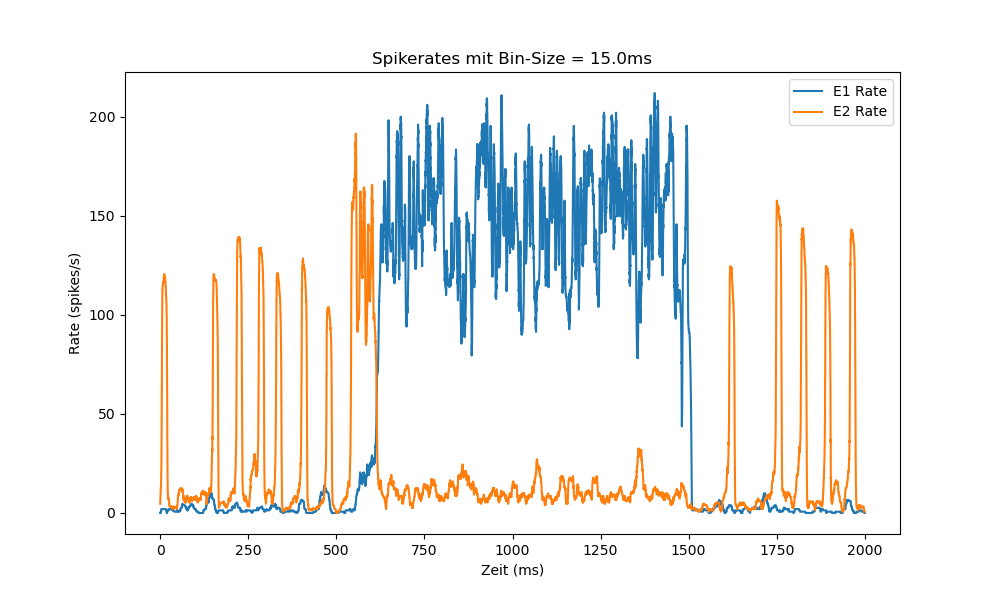 Spikerates mit Bin-Size = 15.0ms
E1 Rate
E2 Rate
Rate (spikes/s)
200
150
100
50
0
0 250 500 750 1000 1250 1500 1750 2000
Zeit (ms)